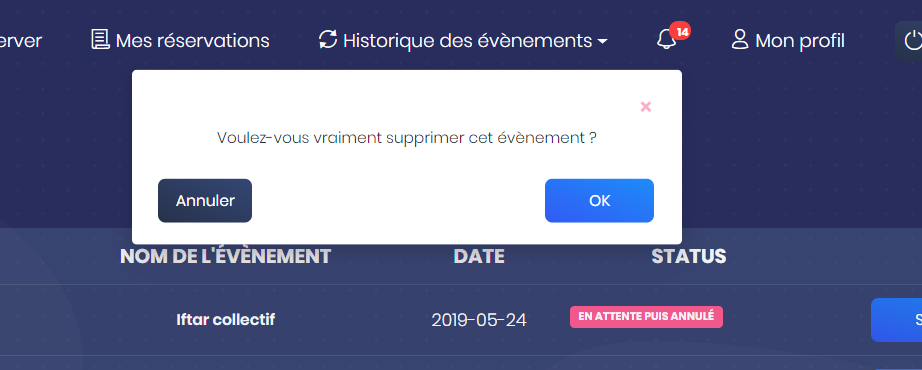 erver Mes réservations Historique des évènements 14 Mon profil
×
Voulez-vous vraiment supprimer cet évènement ?
Annuler OK
NOM DE L'ÉVÈNEMENT DATE STATUS
Iftar collectif 2019-05-24 EN ATTENTE PUIS ANNULÉ S